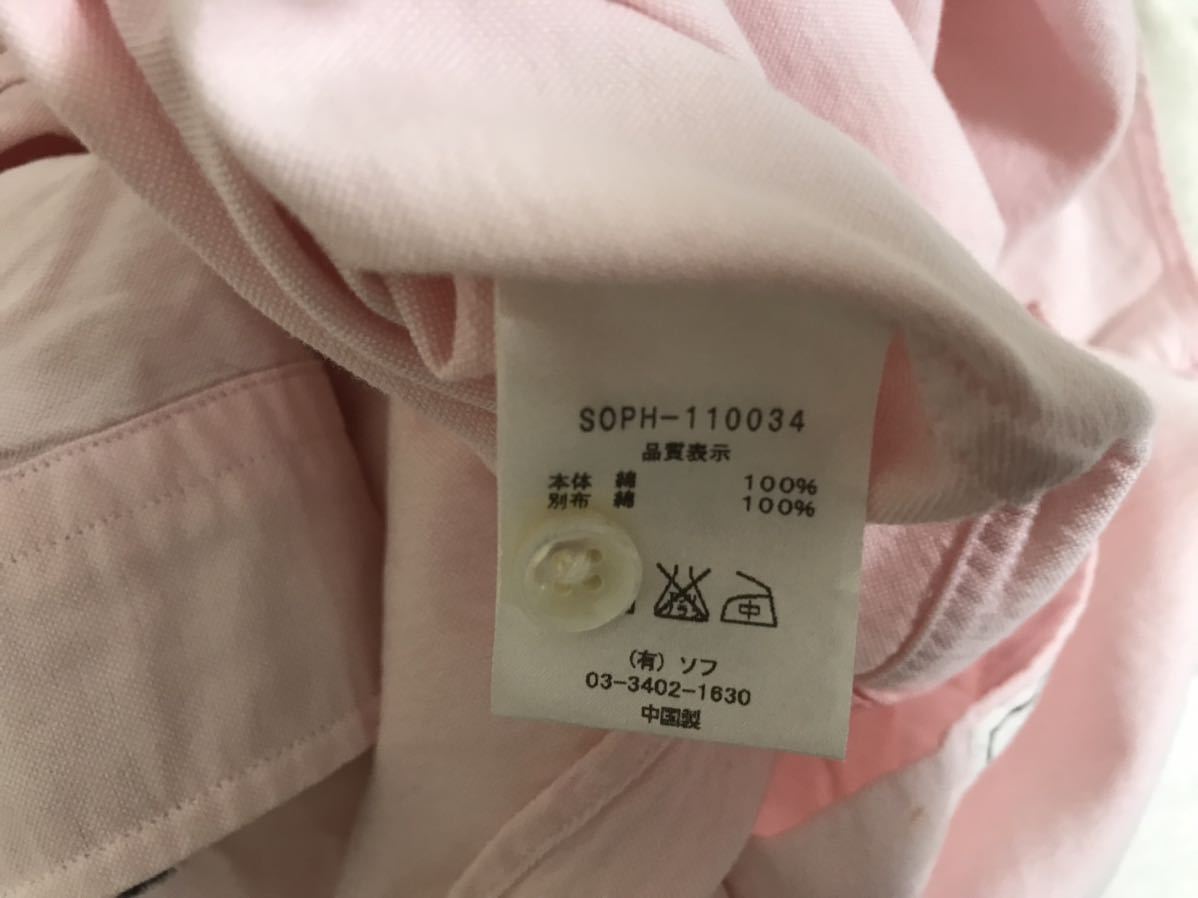 SOPH-110034
品質表示
本体 綿 100%
別布 綿 100%
中
(有) ソフ
03-3402-1630
中国製